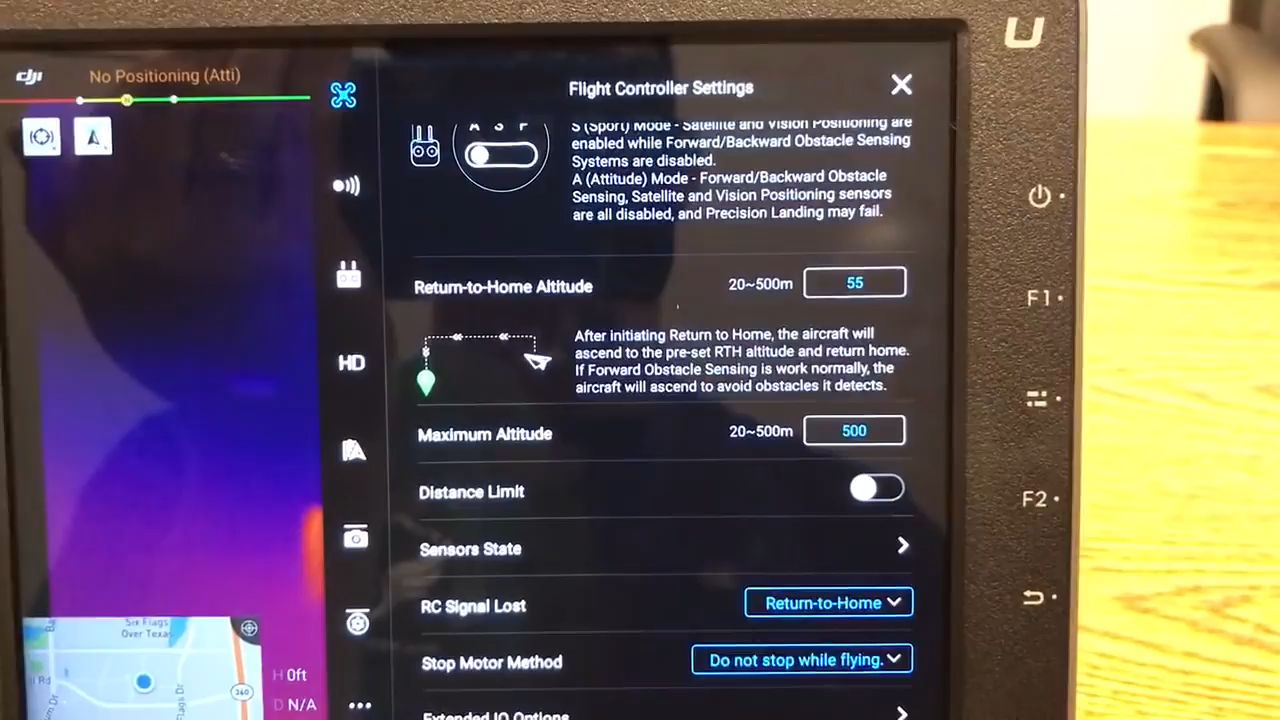 dji
No Positioning (Atti)
H
Flight Controller Settings
A S P
S (Sport) Mode - Satellite and Vision Positioning are
enabled while Forward/Backward Obstacle Sensing
Systems are disabled.
A (Attitude) Mode - Forward/Backward Obstacle
Sensing, Satellite and Vision Positioning sensors
are all disabled, and Precision Landing may fail.
Return-to-Home Altitude
20~500m
55
After initiating Return to Home, the aircraft will
ascend to the pre-set RTH altitude and return home.
If Forward Obstacle Sensing is work normally, the
aircraft will ascend to avoid obstacles it detects.
HD
Maximum Altitude
20~500m
500
Distance Limit
Sensors State
RC Signal Lost
Return-to-Home
Stop Motor Method
Do not stop while flying.
Extended IO Options
Six Flags
Over Texas
Flags Dr
360
H 0ft
D N/A
F1
F2